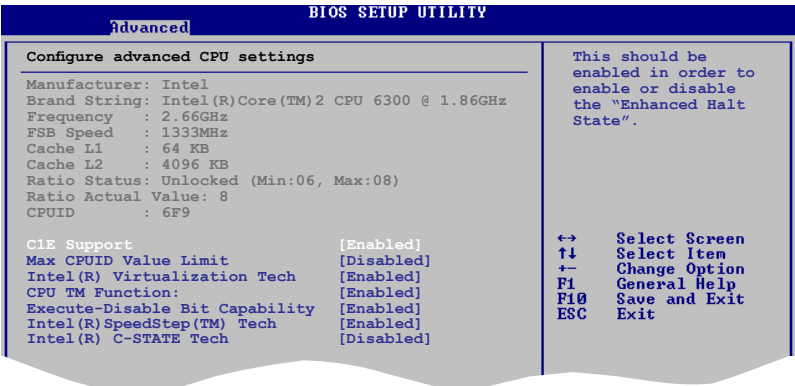 BIOS SETUP UTILITY
Advanced
Configure advanced CPU settings
Manufacturer: Intel
Brand String: Intel(R)Core(TM)2 CPU 6300 @ 1.86GHz
Frequency : 2.66GHz
FSB Speed : 1333MHz
Cache L1 : 64 KB
Cache L2 : 4096 KB
Ratio Status: Unlocked (Min:06, Max:08)
Ratio Actual Value: 8
CPUID : 6F9
C1E Support [Enabled]
Max CPUID Value Limit [Disabled]
Intel(R) Virtualization Tech [Enabled]
CPU TM Function: [Enabled]
Execute-Disable Bit Capability [Enabled]
Intel(R)SpeedStep(TM) Tech [Enabled]
Intel(R) C-STATE Tech [Disabled]
This should be
enabled in order to
enable or disable
the “Enhanced Halt
State”.
←→ Select Screen
↑↓ Select Item
+- Change Option
F1 General Help
F10 Save and Exit
ESC Exit